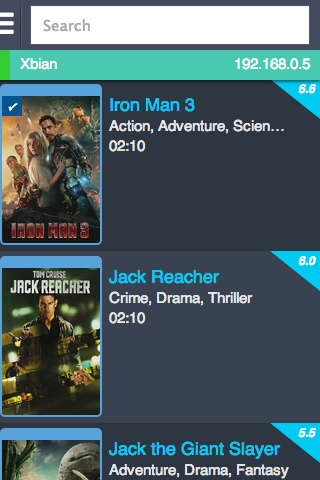 Search
Xbian 192.168.0.5
6.6
Iron Man 3
Action, Adventure, Scien...
02:10
IRON MAN 3
6.0
Jack Reacher
Crime, Drama, Thriller
02:10
TOM CRUISE
JACK REACHER
5.5
Jack the Giant Slayer
Adventure, Drama, Fantasy